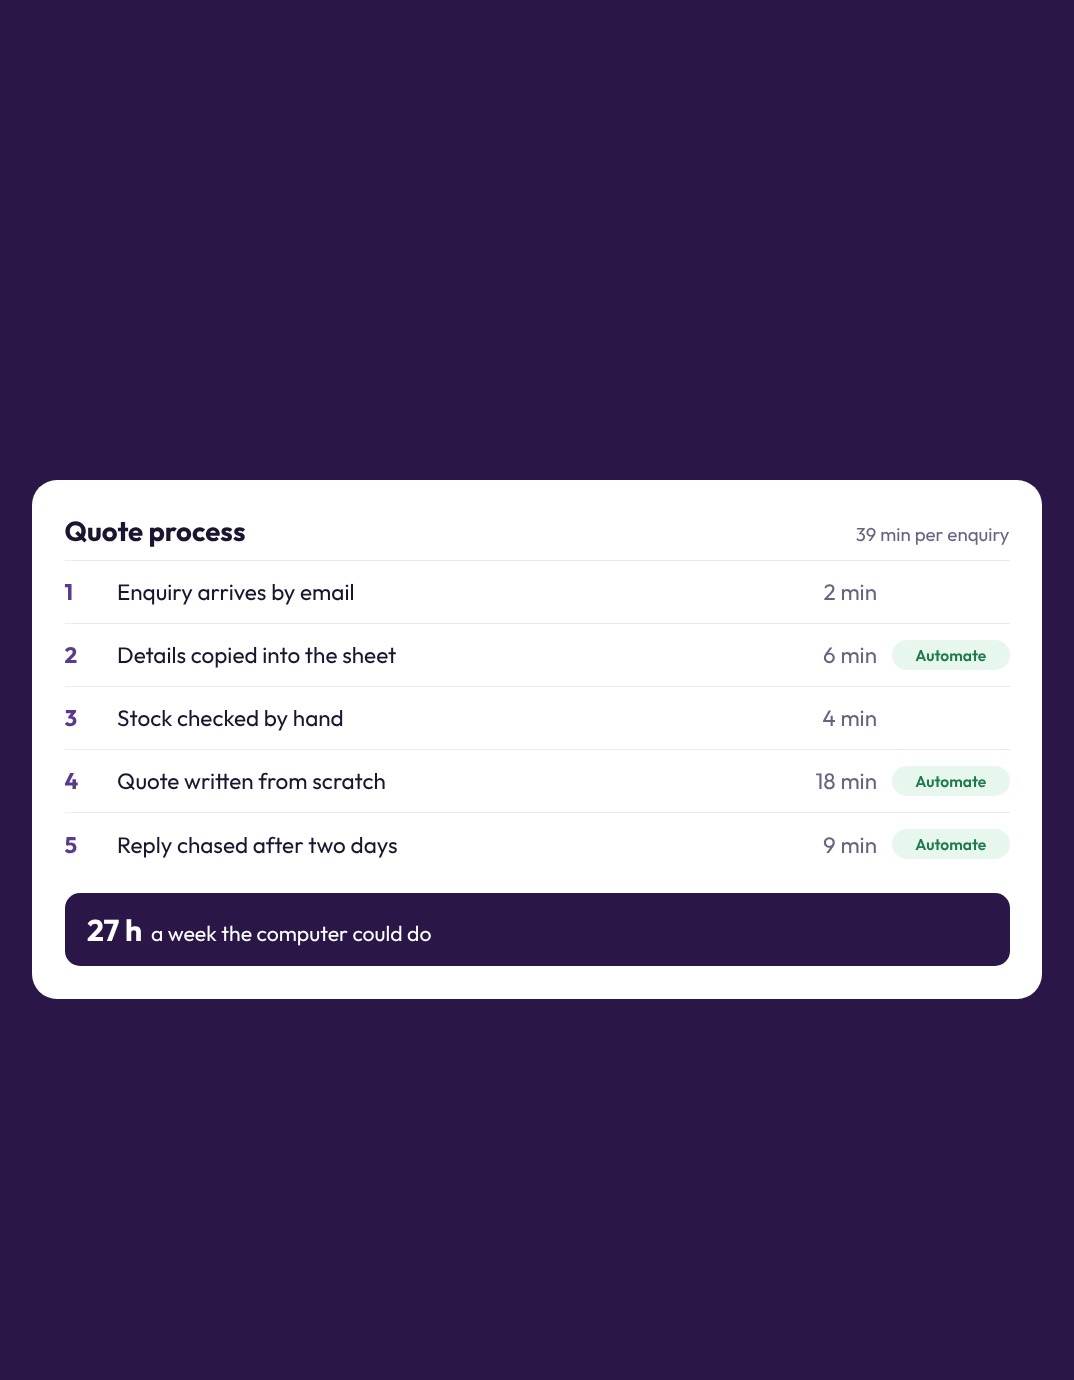 Quote process 39 min per enquiry
1 Enquiry arrives by email 2 min
2 Details copied into the sheet 6 min Automate
3 Stock checked by hand 4 min
4 Quote written from scratch 18 min Automate
5 Reply chased after two days 9 min Automate
27 h a week the computer could do